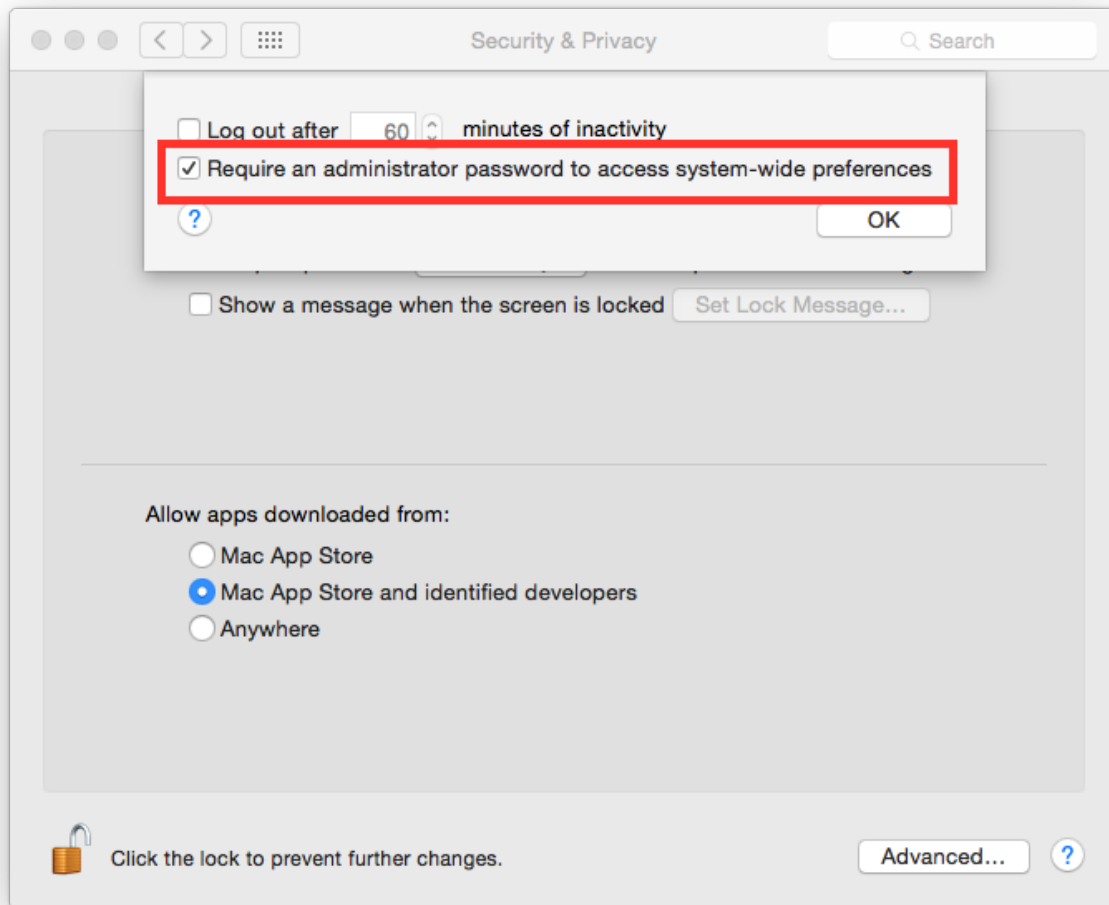 Security & Privacy
Search
Log out after 60 minutes of inactivity
Require an administrator password to access system-wide preferences
?
OK
Show a message when the screen is locked Set Lock Message...
Allow apps downloaded from:
Mac App Store
Mac App Store and identified developers
Anywhere
Click the lock to prevent further changes.
Advanced...
?